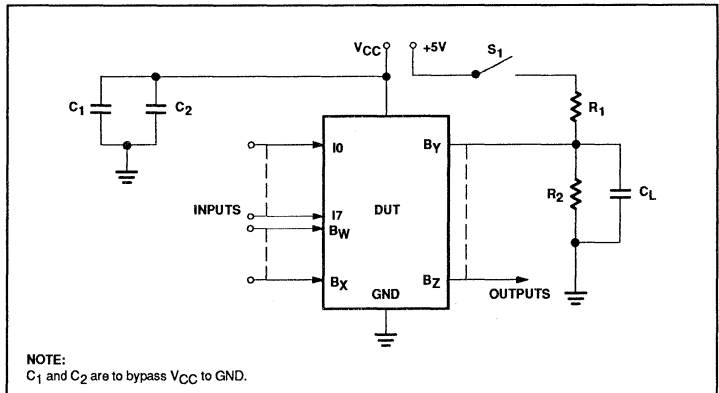 VCC
+5V
S1
C1
C2
R1
I0
BY
INPUTS
I7
DUT
R2
CL
BW
BX
BZ
GND
OUTPUTS
NOTE:
C1 and C2 are to bypass VCC to GND.